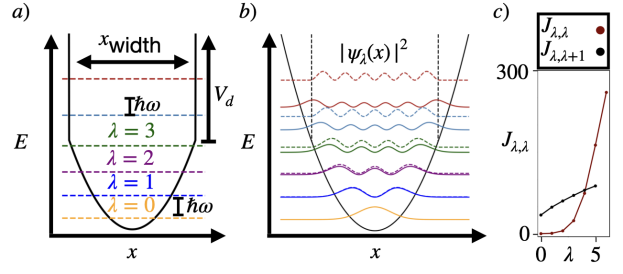 a)
x_width
V_d
ħω
E
λ = 3
λ = 2
λ = 1
λ = 0
ħω
x
b)
|ψ_λ(x)|²
E
x
c)
J_λ,λ
J_λ,λ+1
300
J_λ,λ
0
0 λ 5